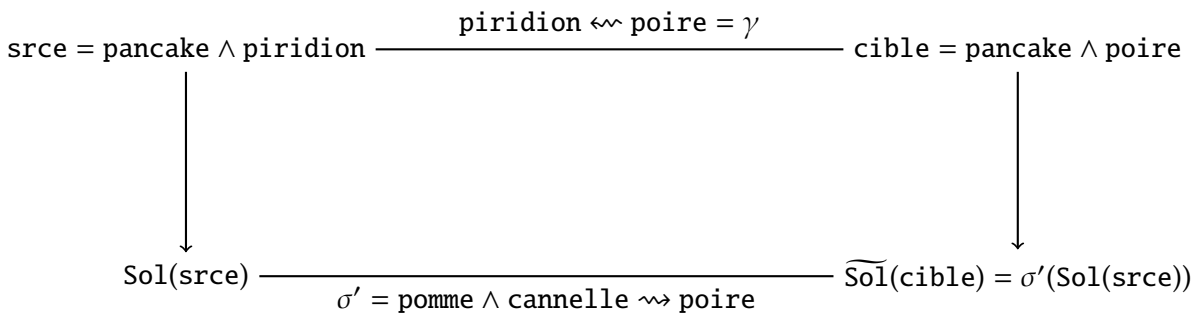 piridion ⇜ poire = γ
srce = pancake ∧ piridion
cible = pancake ∧ poire
Sol(srce)
S͠ol(cible) = σ′(Sol(srce))
σ′ = pomme ∧ cannelle ⇝ poire